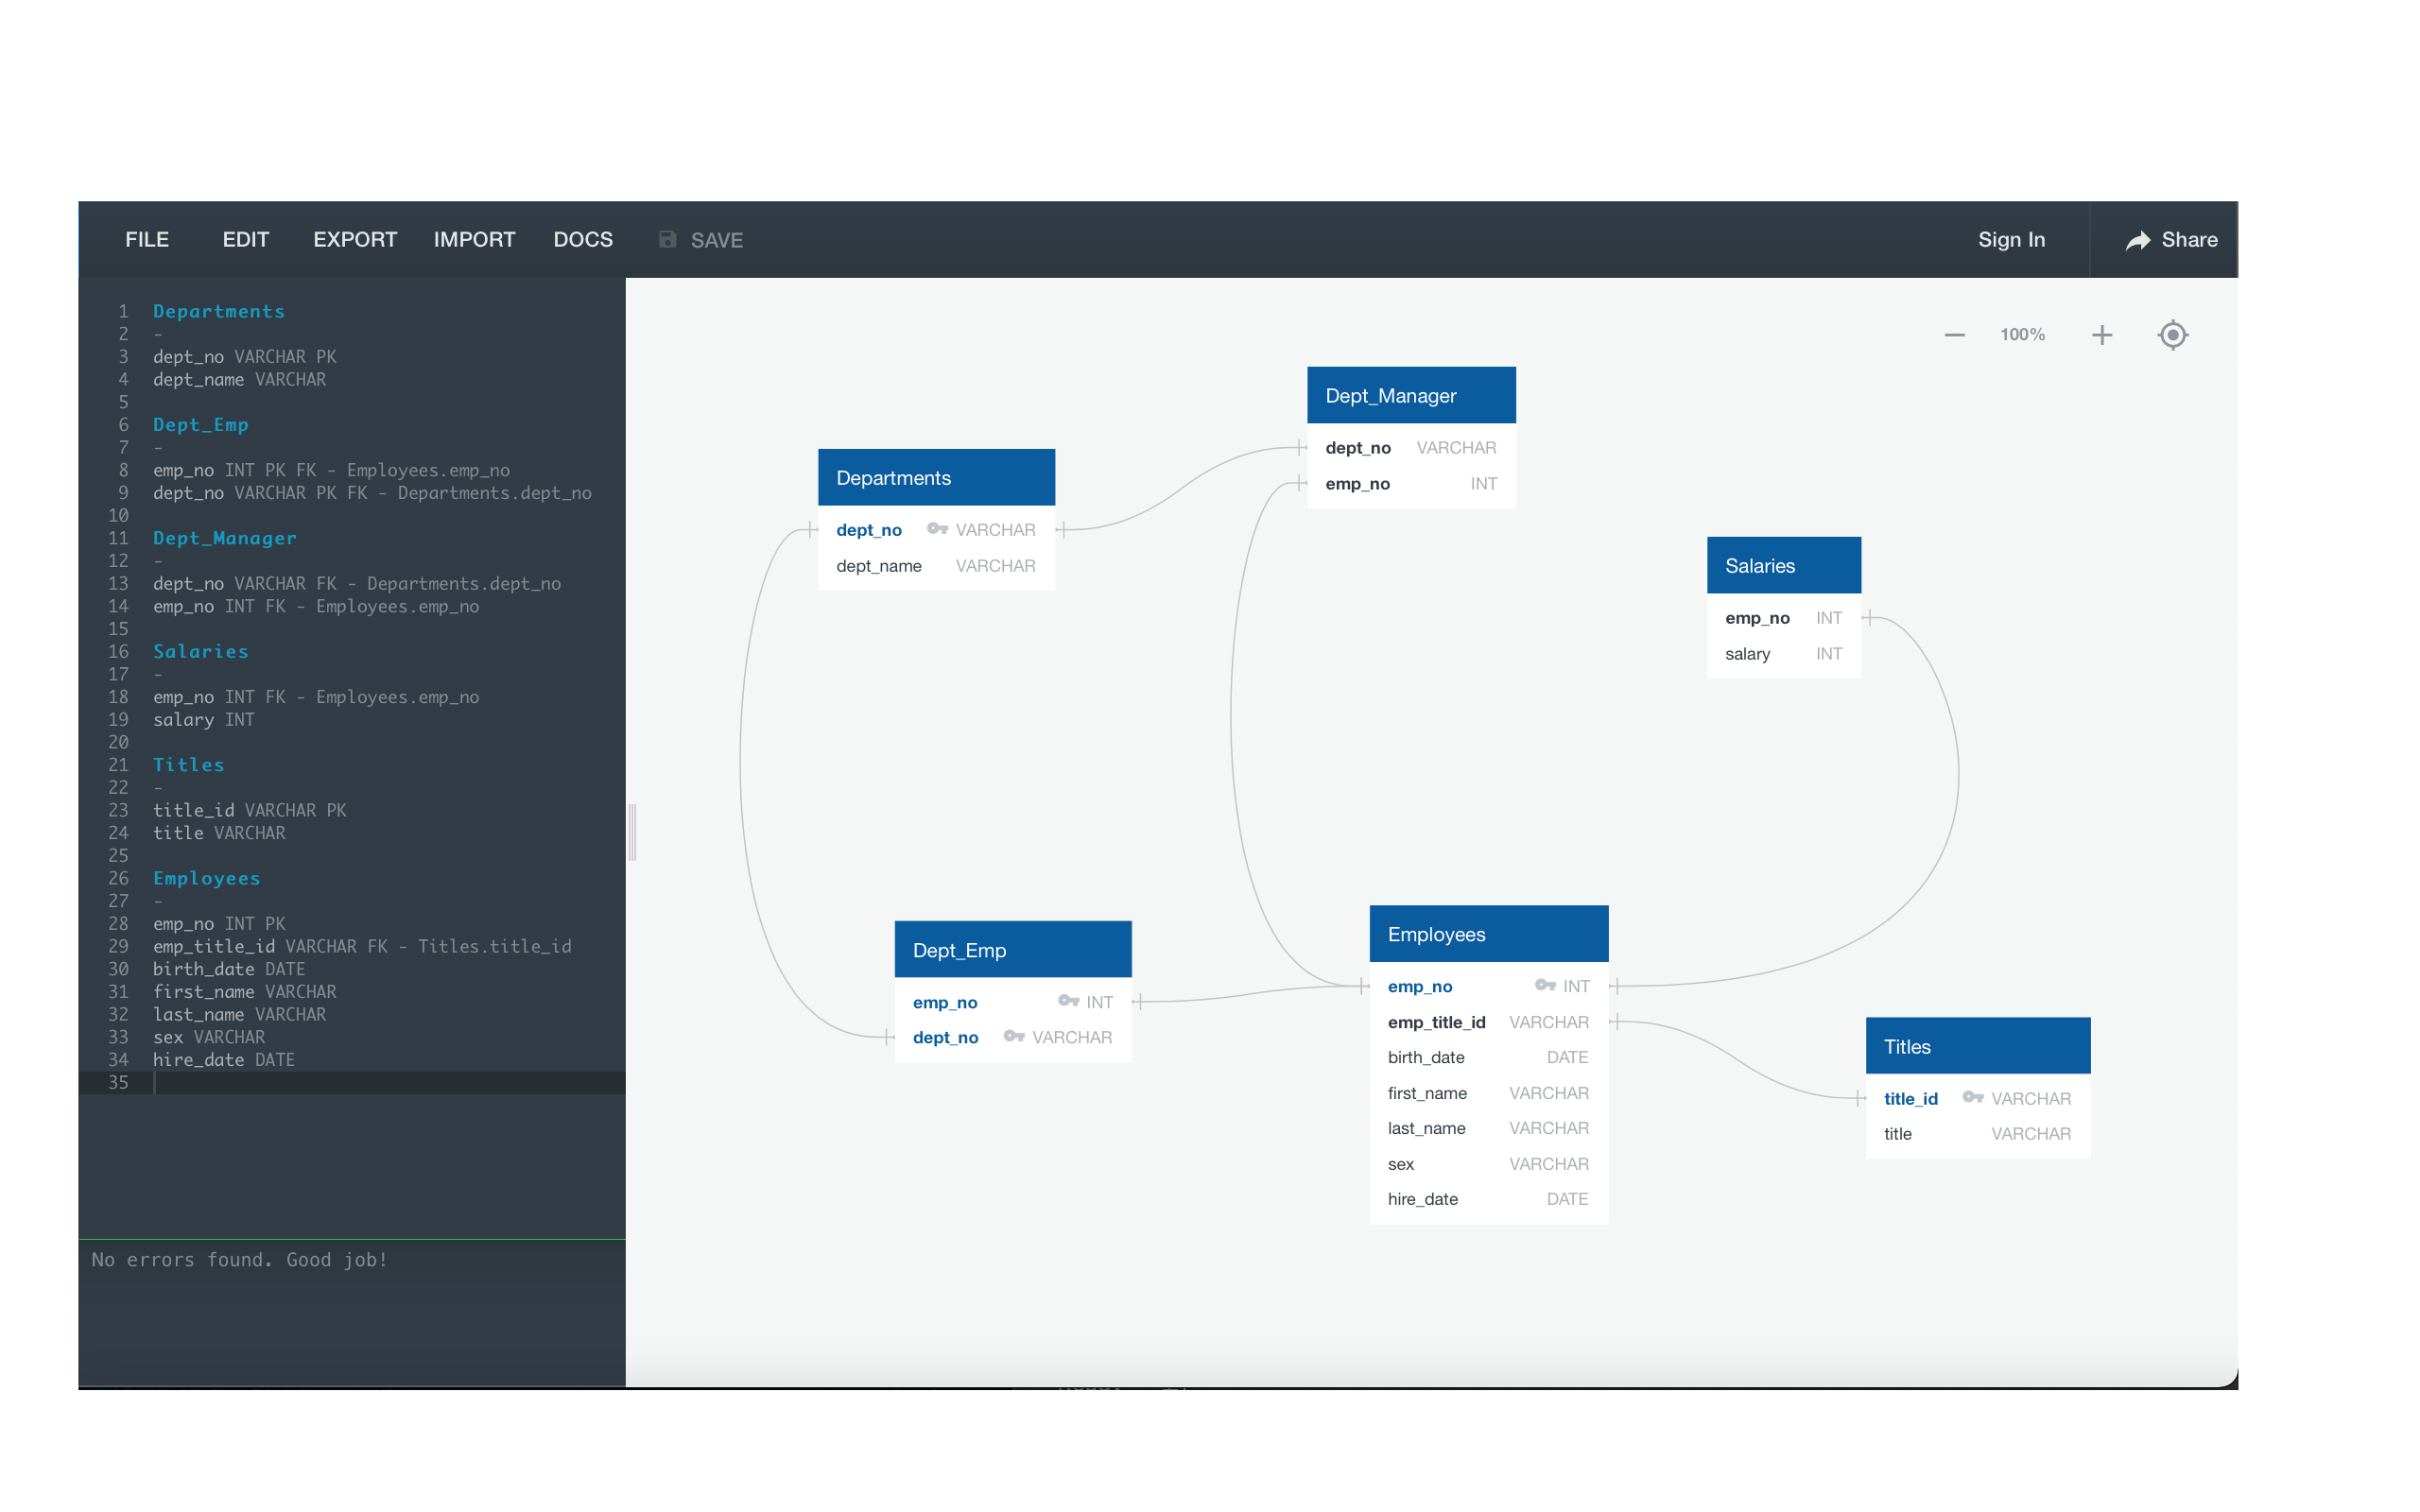 FILE EDIT EXPORT IMPORT DOCS SAVE Sign In Share
1 Departments
2 -
3 dept_no VARCHAR PK
4 dept_name VARCHAR
5
6 Dept_Emp
7 -
8 emp_no INT PK FK - Employees.emp_no
9 dept_no VARCHAR PK FK - Departments.dept_no
10
11 Dept_Manager
12 -
13 dept_no VARCHAR FK - Departments.dept_no
14 emp_no INT FK - Employees.emp_no
15
16 Salaries
17 -
18 emp_no INT FK - Employees.emp_no
19 salary INT
20
21 Titles
22 -
23 title_id VARCHAR PK
24 title VARCHAR
25
26 Employees
27 -
28 emp_no INT PK
29 emp_title_id VARCHAR FK - Titles.title_id
30 birth_date DATE
31 first_name VARCHAR
32 last_name VARCHAR
33 sex VARCHAR
34 hire_date DATE
35
No errors found. Good job!
100%
Dept_Manager
dept_no VARCHAR
emp_no INT
Departments
dept_no VARCHAR
dept_name VARCHAR
Salaries
emp_no INT
salary INT
Dept_Emp
emp_no INT
dept_no VARCHAR
Employees
emp_no INT
emp_title_id VARCHAR
birth_date DATE
first_name VARCHAR
last_name VARCHAR
sex VARCHAR
hire_date DATE
Titles
title_id VARCHAR
title VARCHAR